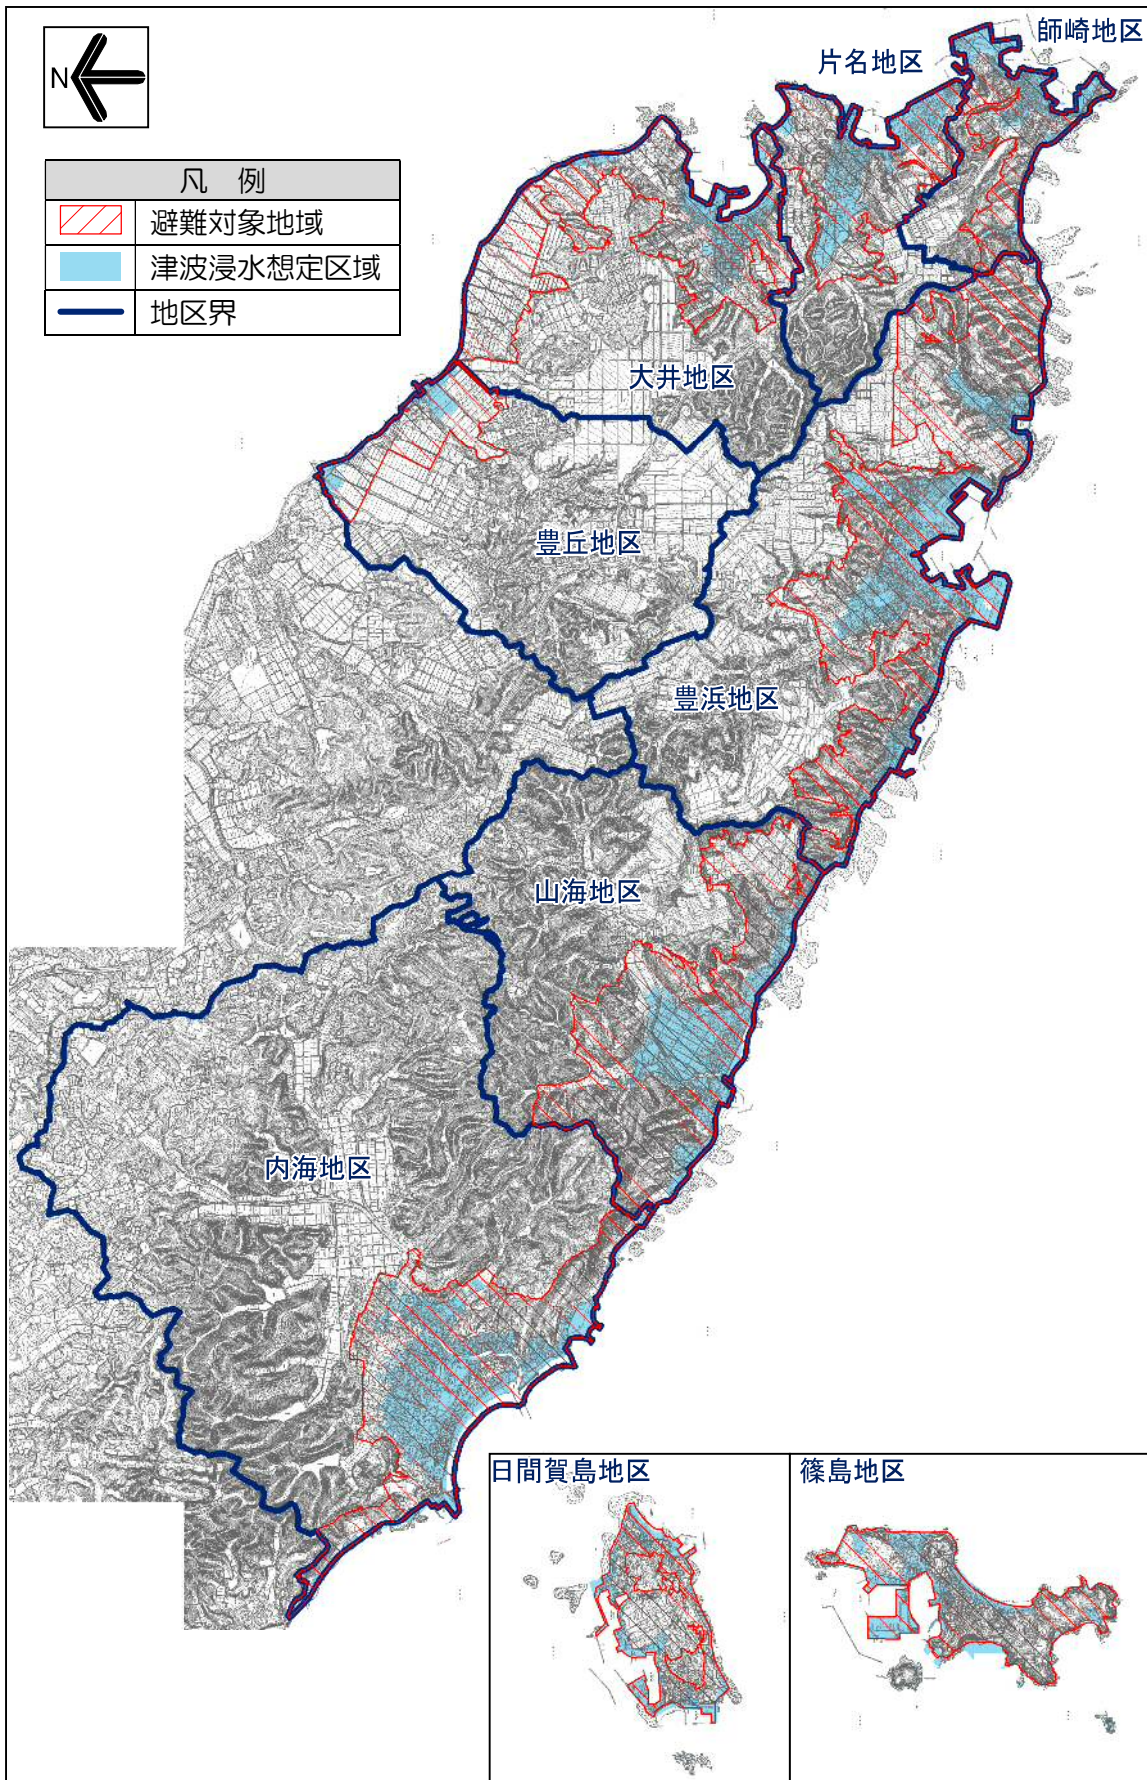 師崎地区
片名地区
N
凡 例
避難対象地域
津波浸水想定区域
地区界
大井地区
豊丘地区
豊浜地区
山海地区
内海地区
日間賀島地区
篠島地区